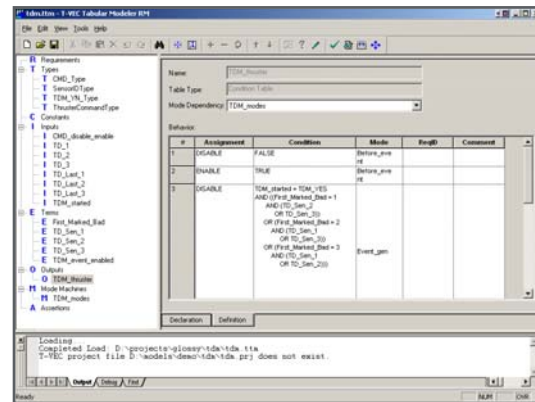 tdm.ttm - T-VEC Tabular Modeler RM
File Edit View Tools Help
R Requirements
T Types
T CMD_Type
T SensorIDType
T TDM_YN_Type
T ThrusterCommandType
C Constants
I Inputs
I CMD_disable_enable
I TD_1
I TD_2
I TD_3
I TD_Last_1
I TD_Last_2
I TD_Last_3
I TDM_started
E Terms
E First_Marked_Bad
E TD_Sen_1
E TD_Sen_2
E TD_Sen_3
E TDM_event_enabled
O Outputs
O TDM_thruster
M Mode Machines
M TDM_modes
A Assertions
Name: TDM_thruster
Table Type: Condition Table
Mode Dependency: TDM_modes
Behavior
# Assignment Condition Mode ReqID Comment
1 DISABLE FALSE Before_eve
nt
2 ENABLE TRUE Before_eve
nt
3 DISABLE TDM_started = TDM_YES
AND ((First_Marked_Bad = 1
AND (TD_Sen_2
OR TD_Sen_3))
OR (First_Marked_Bad = 2
AND (TD_Sen_1
OR TD_Sen_3))
OR (First_Marked_Bad = 3
AND (TD_Sen_1
OR TD_Sen_2)))
Event_gen
Declaration Definition
Loading
Completed Load: D:\projects\glossy\tdm\tdm.ttm
T-VEC project file D:\models\demo\tdm\tdm.prj does not exist.
Output Debug Find
Ready
NUM OVR